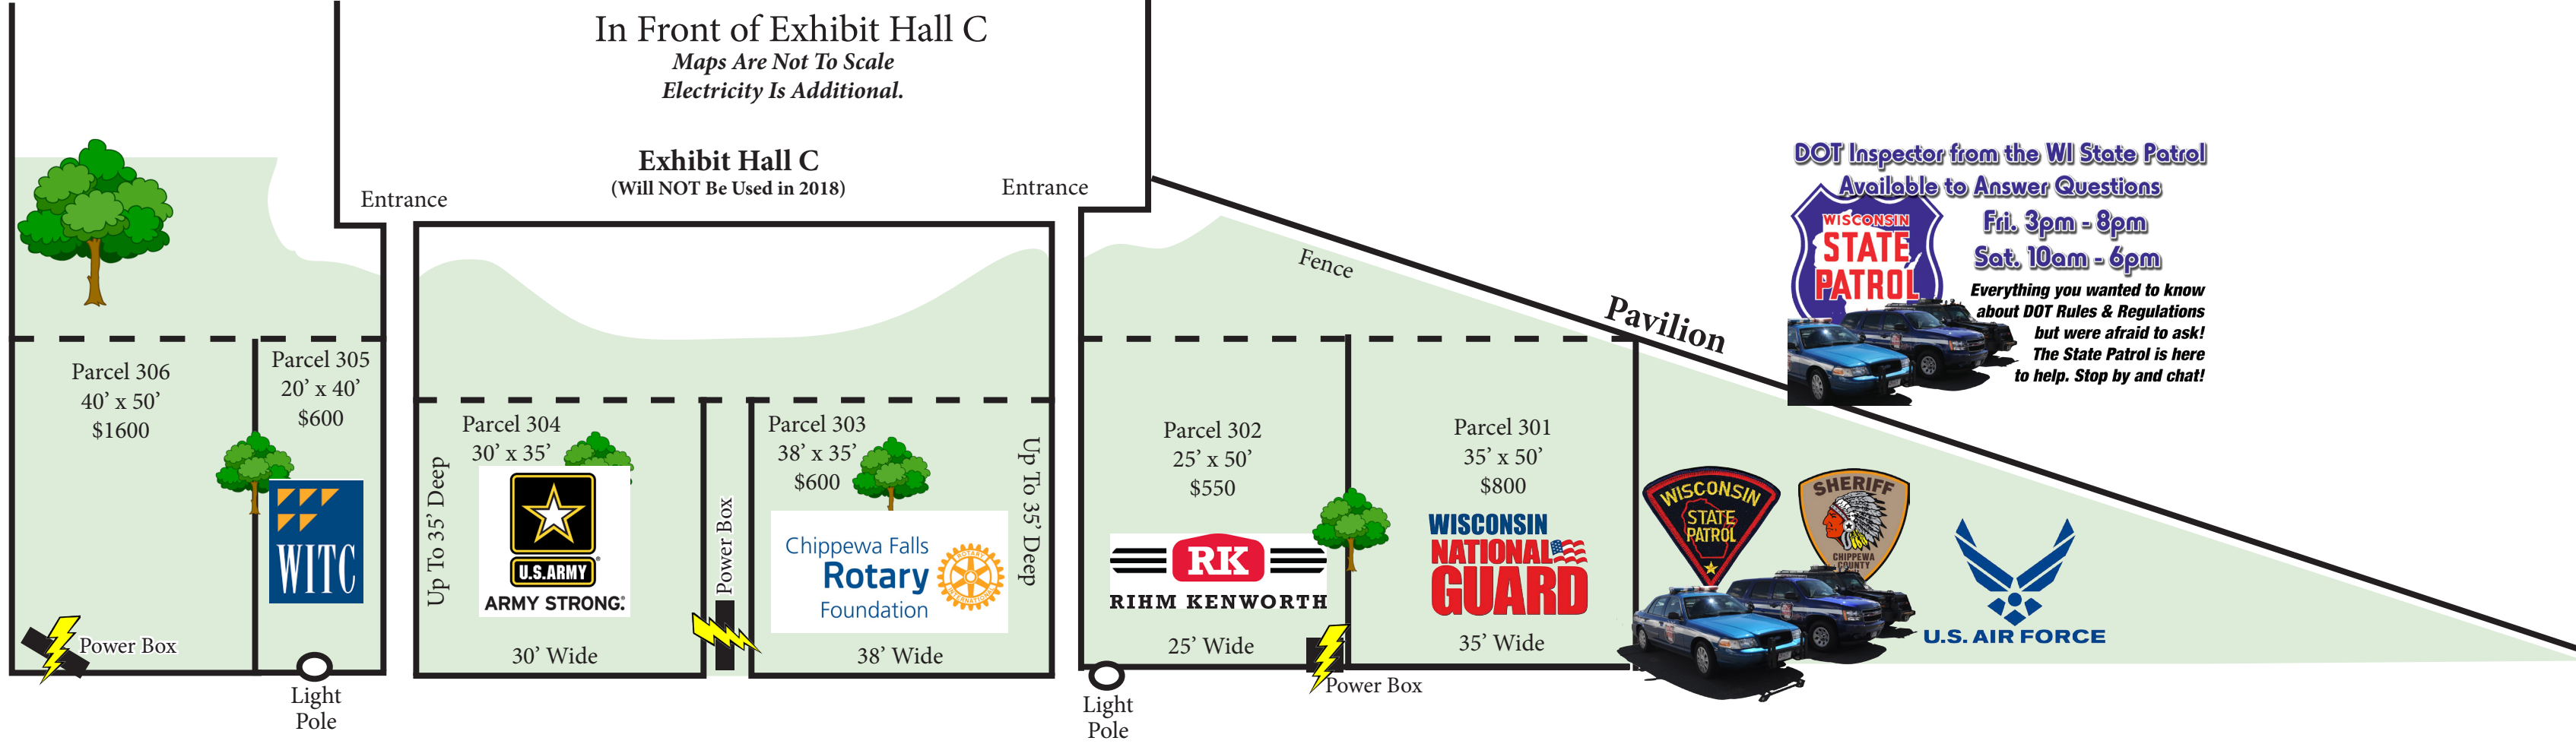 In Front of Exhibit Hall C
Maps Are Not To Scale
Electricity Is Additional.
Exhibit Hall C
(Will NOT Be Used in 2018)
Entrance
Entrance
Fence
Pavilion
DOT Inspector from the WI State Patrol
Available to Answer Questions
Fri. 3pm - 8pm
Sat. 10am - 6pm
WISCONSIN
STATE
PATROL
Everything you wanted to know
about DOT Rules & Regulations
but were afraid to ask!
The State Patrol is here
to help. Stop by and chat!
Parcel 306
40’ x 50’
$1600
Power Box
Parcel 305
20’ x 40’
$600
WITC
Light
Pole
Up To 35’ Deep
Parcel 304
30’ x 35’
U.S.ARMY
ARMY STRONG.
30’ Wide
Power Box
Parcel 303
38’ x 35’
$600
Chippewa Falls
Rotary
Foundation
ROTARY
INTERNATIONAL
38’ Wide
Up To 35’ Deep
Parcel 302
25’ x 50’
$550
RK
RIHM KENWORTH
25’ Wide
Light
Pole
Power Box
Parcel 301
35’ x 50’
$800
WISCONSIN
NATIONAL
GUARD
35’ Wide
WISCONSIN
STATE
PATROL
SHERIFF
CHIPPEWA
COUNTY
U.S. AIR FORCE